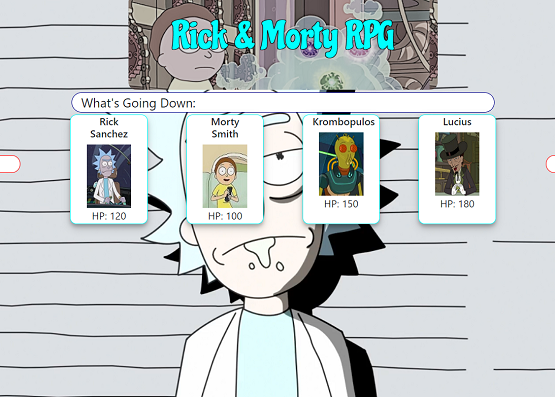 Rick & Morty RPG
What's Going Down:
Rick
Sanchez
HP: 120
Morty
Smith
HP: 100
Krombopulos
HP: 150
Lucius
HP: 180